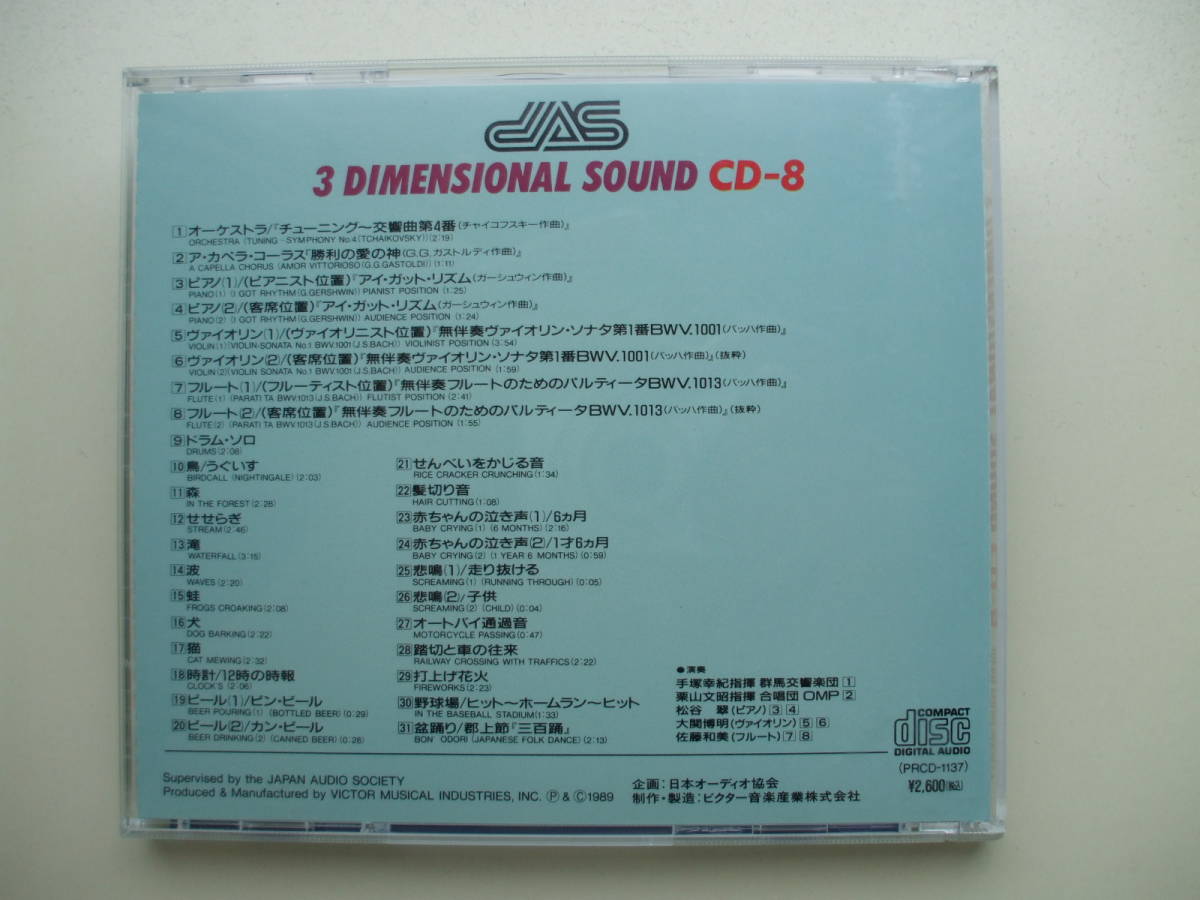 JAS
3 DIMENSIONAL SOUND CD-8
1 オーケストラ/『チューニング〜交響曲第4番(チャイコフスキー作曲)』
ORCHESTRA (TUNING - SYMPHONY No.4(TCHAIKOVSKY))(2:19)
2 ア・カペラ・コーラス『勝利の愛の神(G.G.ガストルディ作曲)』
A CAPELLA CHORUS (AMOR VITTORIOSO(G.G.GASTOLDI)) (1:11)
3 ピアノ(1)/(ピアニスト位置)『アイ・ガット・リズム(ガーシュウィン作曲)』
PIANO(1) (I GOT RHYTHM(G.GERSHWIN)) PIANIST POSITION (1:25)
4 ピアノ(2)/(客席位置)『アイ・ガット・リズム(ガーシュウィン作曲)』
PIANO(2) (I GOT RHYTHM(G.GERSHWIN)) AUDIENCE POSITION (1:24)
5 ヴァイオリン(1)/(ヴァイオリニスト位置)『無伴奏ヴァイオリン・ソナタ第1番BWV.1001(バッハ作曲)』
VIOLIN(1)(VIOLIN-SONATA No.1 BWV.1001(J.S.BACH)) VIOLINIST POSITION (3:54)
6 ヴァイオリン(2)/(客席位置)『無伴奏ヴァイオリン・ソナタ第1番BWV.1001(バッハ作曲)』(抜粋)
VIOLIN(2)(VIOLIN SONATA No.1 BWV.1001(J.S.BACH)) AUDIENCE POSITION (1:59)
7 フルート(1)/(フルーティスト位置)『無伴奏フルートのためのパルティータBWV.1013(バッハ作曲)』
FLUTE(1) (PARATI TA BWV.1013(J.S.BACH)) FLUTIST POSITION (2:41)
8 フルート(2)/(客席位置)『無伴奏フルートのためのパルティータBWV.1013(バッハ作曲)』(抜粋)
FLUTE(2) (PARATI TA BWV.1013(J.S.BACH)) AUDIENCE POSITION (1:55)
9 ドラム・ソロ
DRUMS(2:08)
10 鳥/うぐいす
BIRDCALL (NIGHTINGALE) (2:03)
11 森
IN THE FOREST(2:28)
12 せせらぎ
STREAM(2:46)
13 滝
WATERFALL(3:15)
14 波
WAVES(2:20)
15 蛙
FROGS CROAKING(2:08)
16 犬
DOG BARKING(2:22)
17 猫
CAT MEWING(2:32)
18 時計/12時の時報
CLOCK'S (2:06)
19 ビール(1)/ビン・ビール
BEER POURING(1) (BOTTLED BEER) (0:29)
20 ビール(2)/カン・ビール
BEER DRINKING(2) (CANNED BEER) (0:28)
21 せんべいをかじる音
RICE CRACKER CRUNCHING(1:34)
22 髪切り音
HAIR CUTTING(1:08)
23 赤ちゃんの泣き声(1)/6ヵ月
BABY CRYING(1) (6 MONTHS) (2:16)
24 赤ちゃんの泣き声(2)/1才6ヵ月
BABY CRYING(2) (1 YEAR 6 MONTHS) (0:59)
25 悲鳴(1)/走り抜ける
SCREAMING(1) (RUNNING THROUGH) (0:05)
26 悲鳴(2)/子供
SCREAMING(2) (CHILD) (0:04)
27 オートバイ通過音
MOTORCYCLE PASSING(0:47)
28 踏切と車の往来
RAILWAY CROSSING WITH TRAFFICS(2:22)
29 打上げ花火
FIREWORKS(2:23)
30 野球場/ヒット〜ホームラン〜ヒット
IN THE BASEBALL STADIUM(1:33)
31 盆踊り/郡上節『三百踊』
BON' ODORI (JAPANESE FOLK DANCE) (2:13)
●演奏
手塚幸紀指揮 群馬交響楽団 1
栗山文昭指揮 合唱団 OMP 2
松谷 翠(ピアノ) 3 4
大関博明(ヴァイオリン) 5 6
佐藤和美(フルート) 7 8
COMPACT
disc
DIGITAL AUDIO
(PRCD-1137)
¥2,600(税込)
Supervised by the JAPAN AUDIO SOCIETY
Produced & Manufactured by VICTOR MUSICAL INDUSTRIES, INC. Ⓟ & Ⓒ 1989
企画:日本オーディオ協会
制作・製造:ビクター音楽産業株式会社